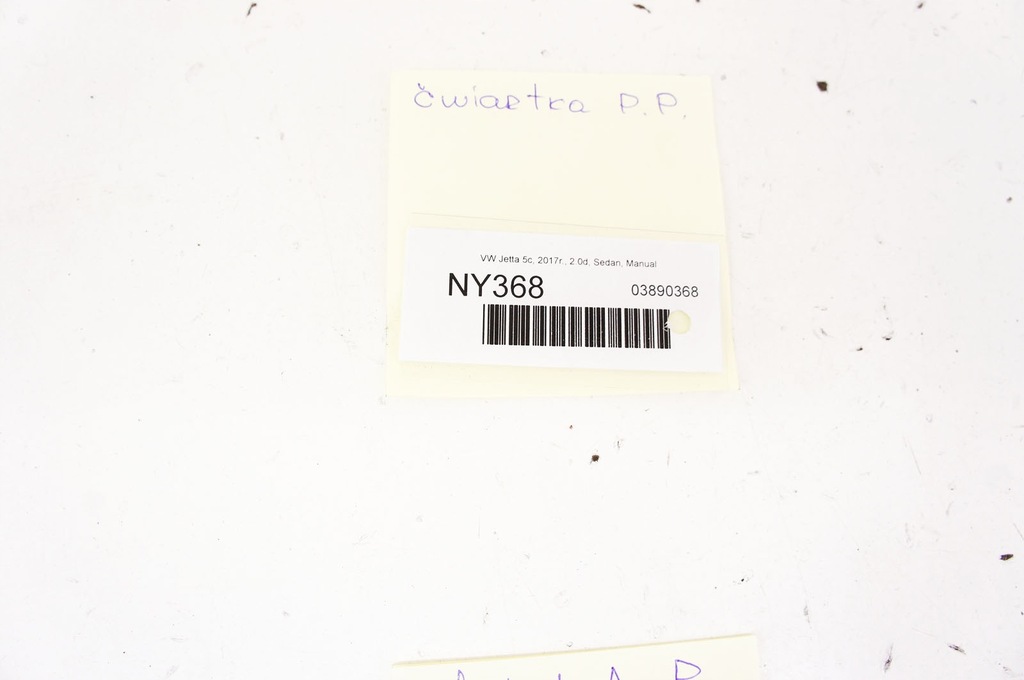 ćwiartka P.P.
VW Jetta 5c, 2017r., 2.0d, Sedan, Manual
NY368 03890368